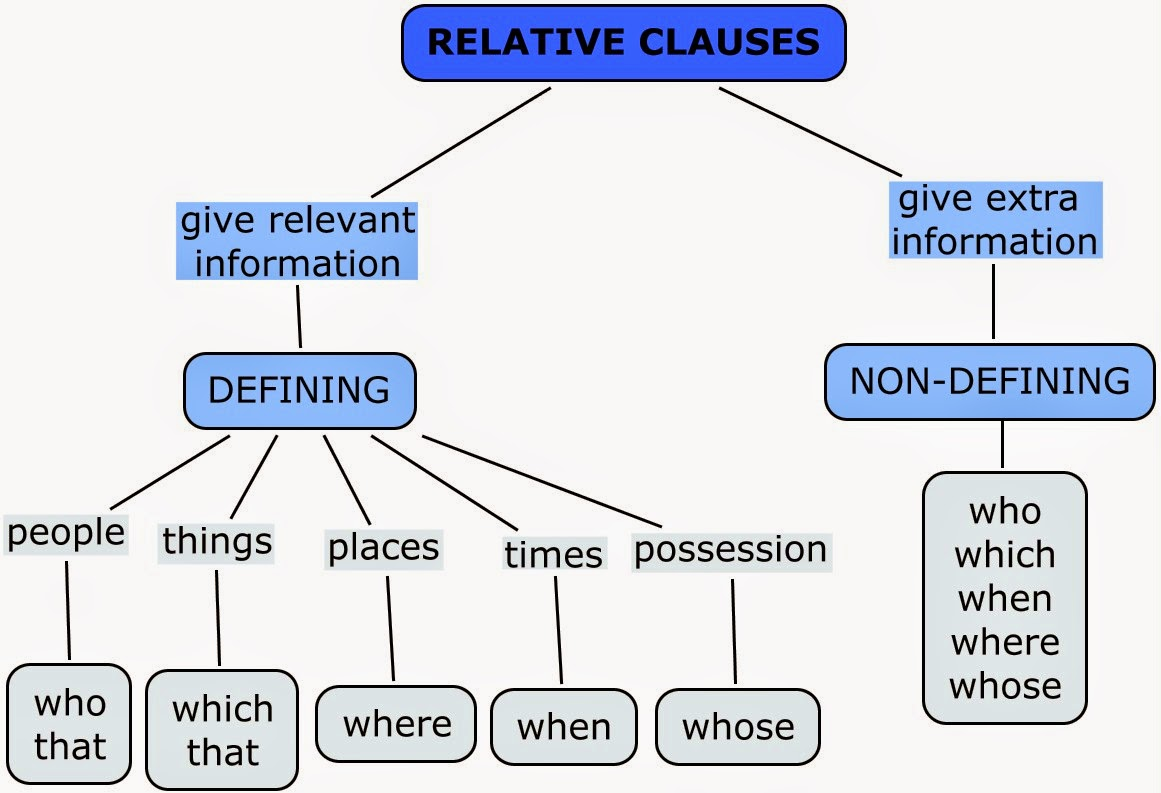 RELATIVE CLAUSES
give relevant
information
give extra
information
DEFINING
NON-DEFINING
people
things
places
times
possession
who
that
which
that
where
when
whose
who
which
when
where
whose